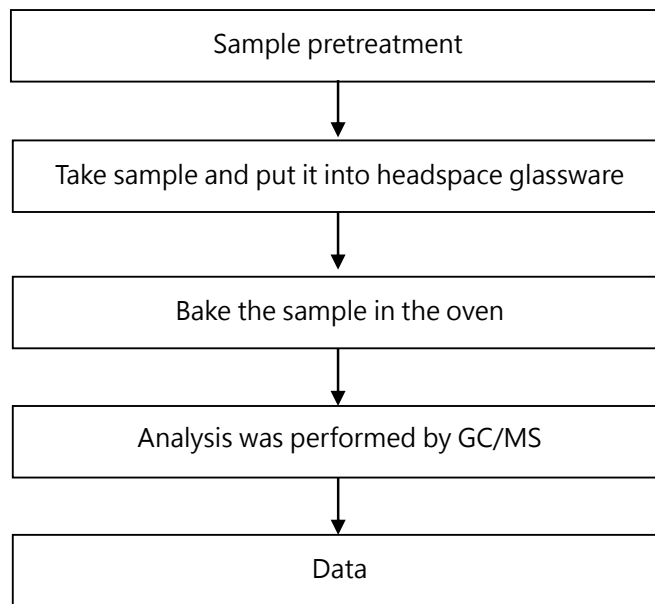 Sample pretreatment
Take sample and put it into headspace glassware
Bake the sample in the oven
Analysis was performed by GC/MS
Data